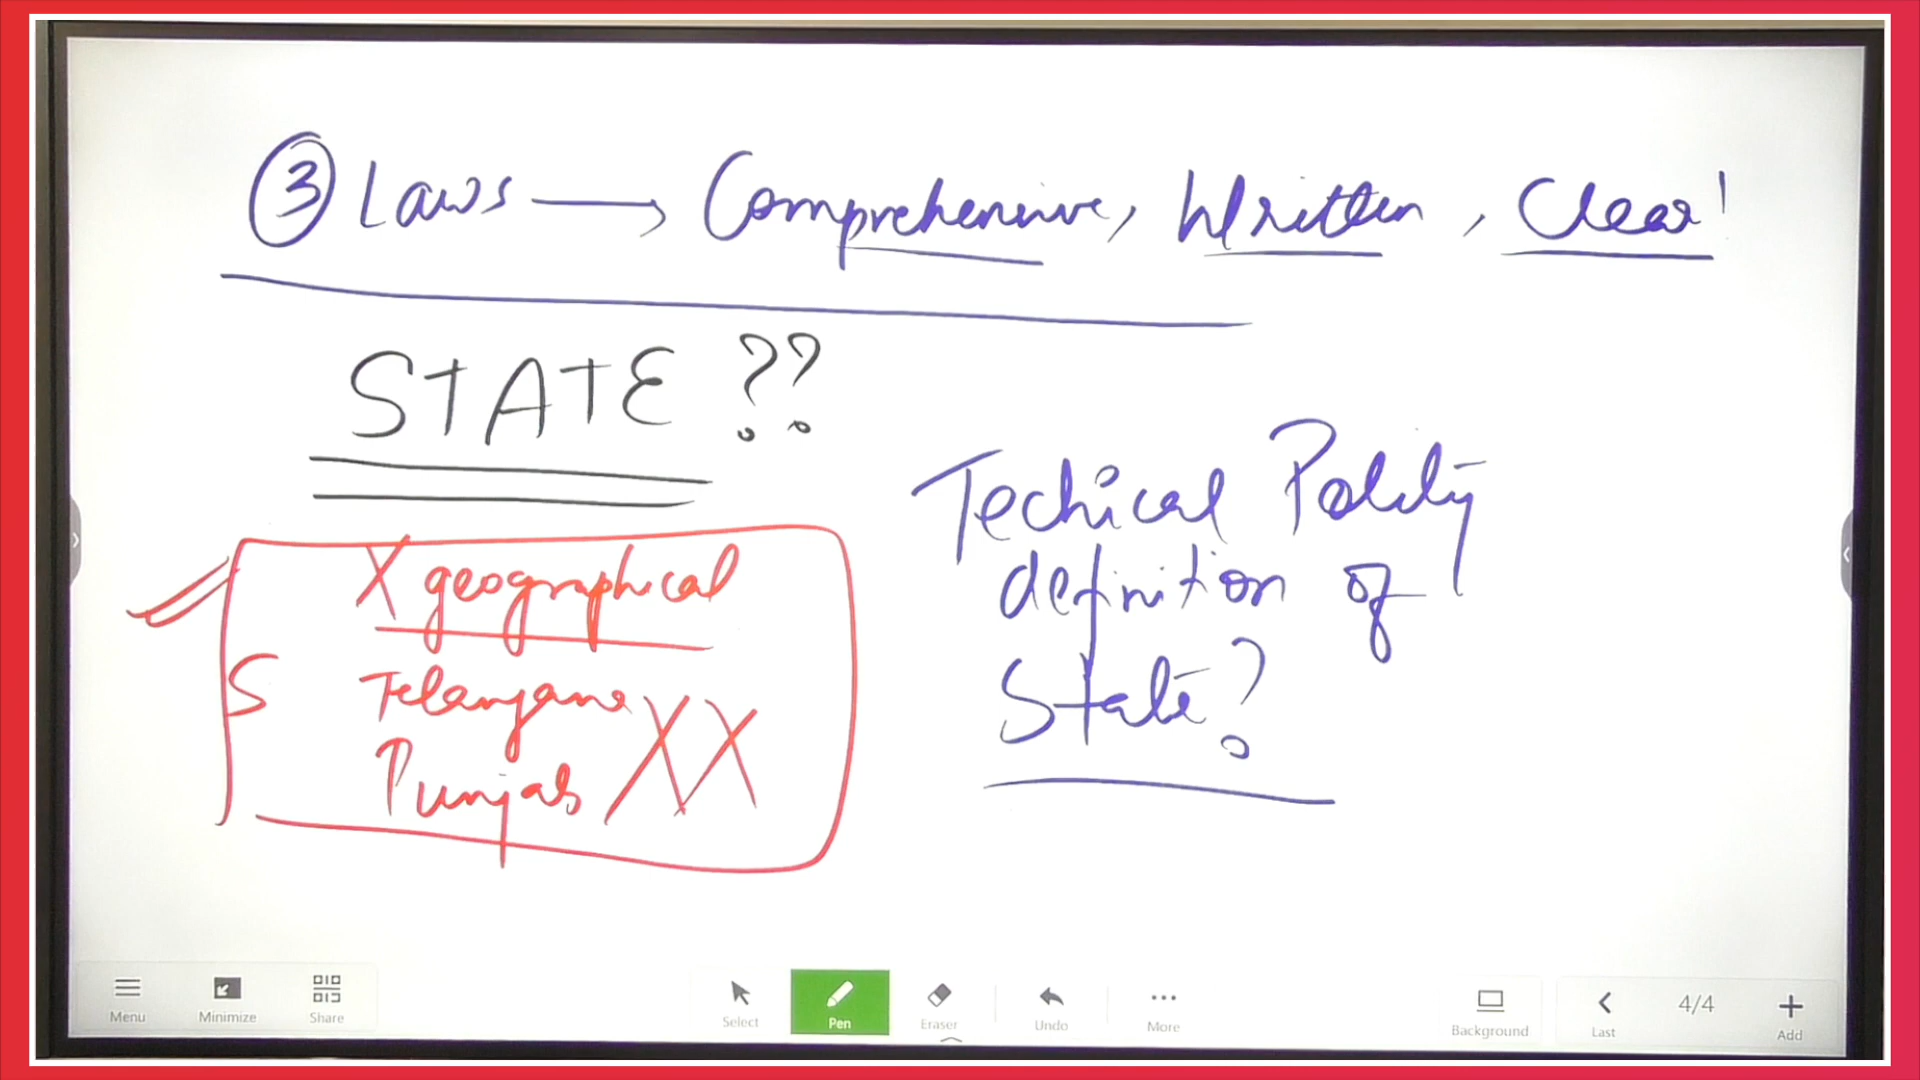 ③ Laws → Comprehensive, Written, Clear!
STATE ??
X geographical
S Telangana XX
Punjab
Techical Polity
definition of
State?
Menu Minimize Share Select Pen Eraser Undo More Background Last 4/4 Add